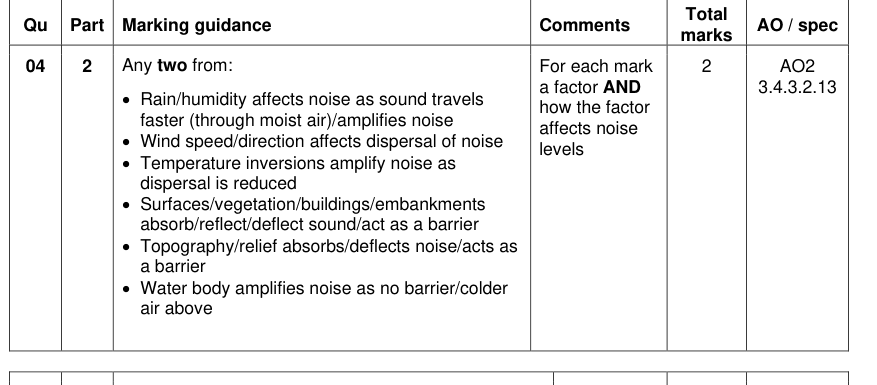 Qu Part Marking guidance Comments Total marks AO / spec
04 2 Any two from: For each mark a factor AND how the factor affects noise levels 2 AO2 3.4.3.2.13
• Rain/humidity affects noise as sound travels
faster (through moist air)/amplifies noise
• Wind speed/direction affects dispersal of noise
• Temperature inversions amplify noise as
dispersal is reduced
• Surfaces/vegetation/buildings/embankments
absorb/reflect/deflect sound/act as a barrier
• Topography/relief absorbs/deflects noise/acts as
a barrier
• Water body amplifies noise as no barrier/colder
air above